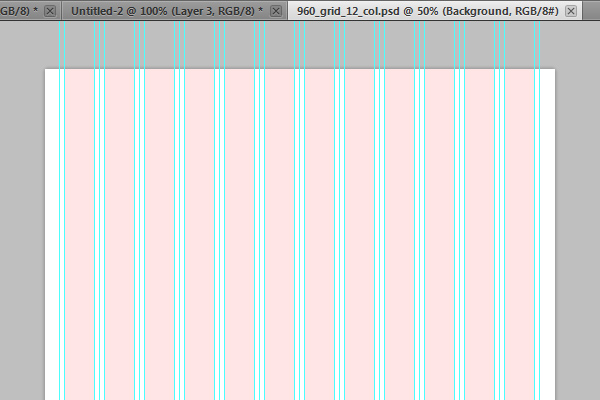 GB/8) * Untitled-2 @ 100% (Layer 3, RGB/8) * 960_grid_12_col.psd @ 50% (Background, RGB/8#)